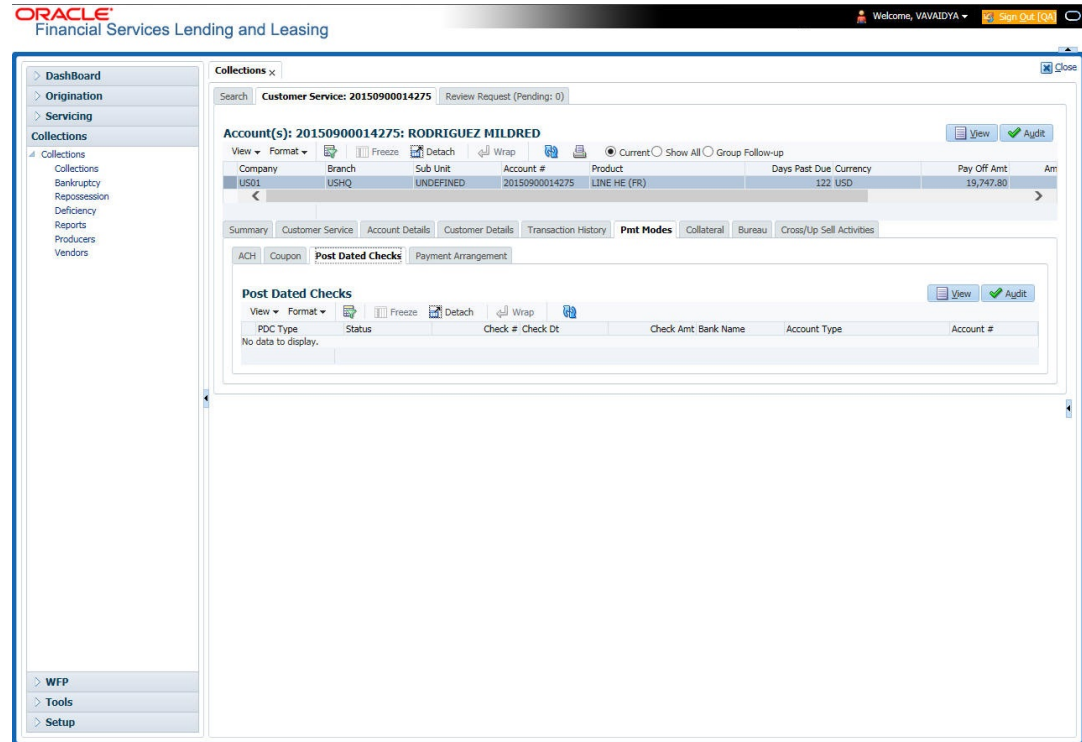 ORACLE®
Financial Services Lending and Leasing
Welcome, VAVAIDYA
Sign Out [QA]
Close
DashBoard
Origination
Servicing
Collections
Collections
Collections
Bankruptcy
Repossession
Deficiency
Reports
Producers
Vendors
WFP
Tools
Setup
Collections x
Search Customer Service: 20150900014275 Review Request (Pending: 0)
Account(s): 20150900014275: RODRIGUEZ MILDRED
View Audit
View Format Freeze Detach Wrap Current Show All Group Follow-up
Company Branch Sub Unit Account # Product Days Past Due Currency Pay Off Amt Am
US01 USHQ UNDEFINED 20150900014275 LINE HE (FR) 122 USD 19,747.80
Summary Customer Service Account Details Customer Details Transaction History Pmt Modes Collateral Bureau Cross/Up Sell Activities
ACH Coupon Post Dated Checks Payment Arrangement
Post Dated Checks
View Audit
View Format Freeze Detach Wrap
PDC Type Status Check # Check Dt Check Amt Bank Name Account Type Account #
No data to display.